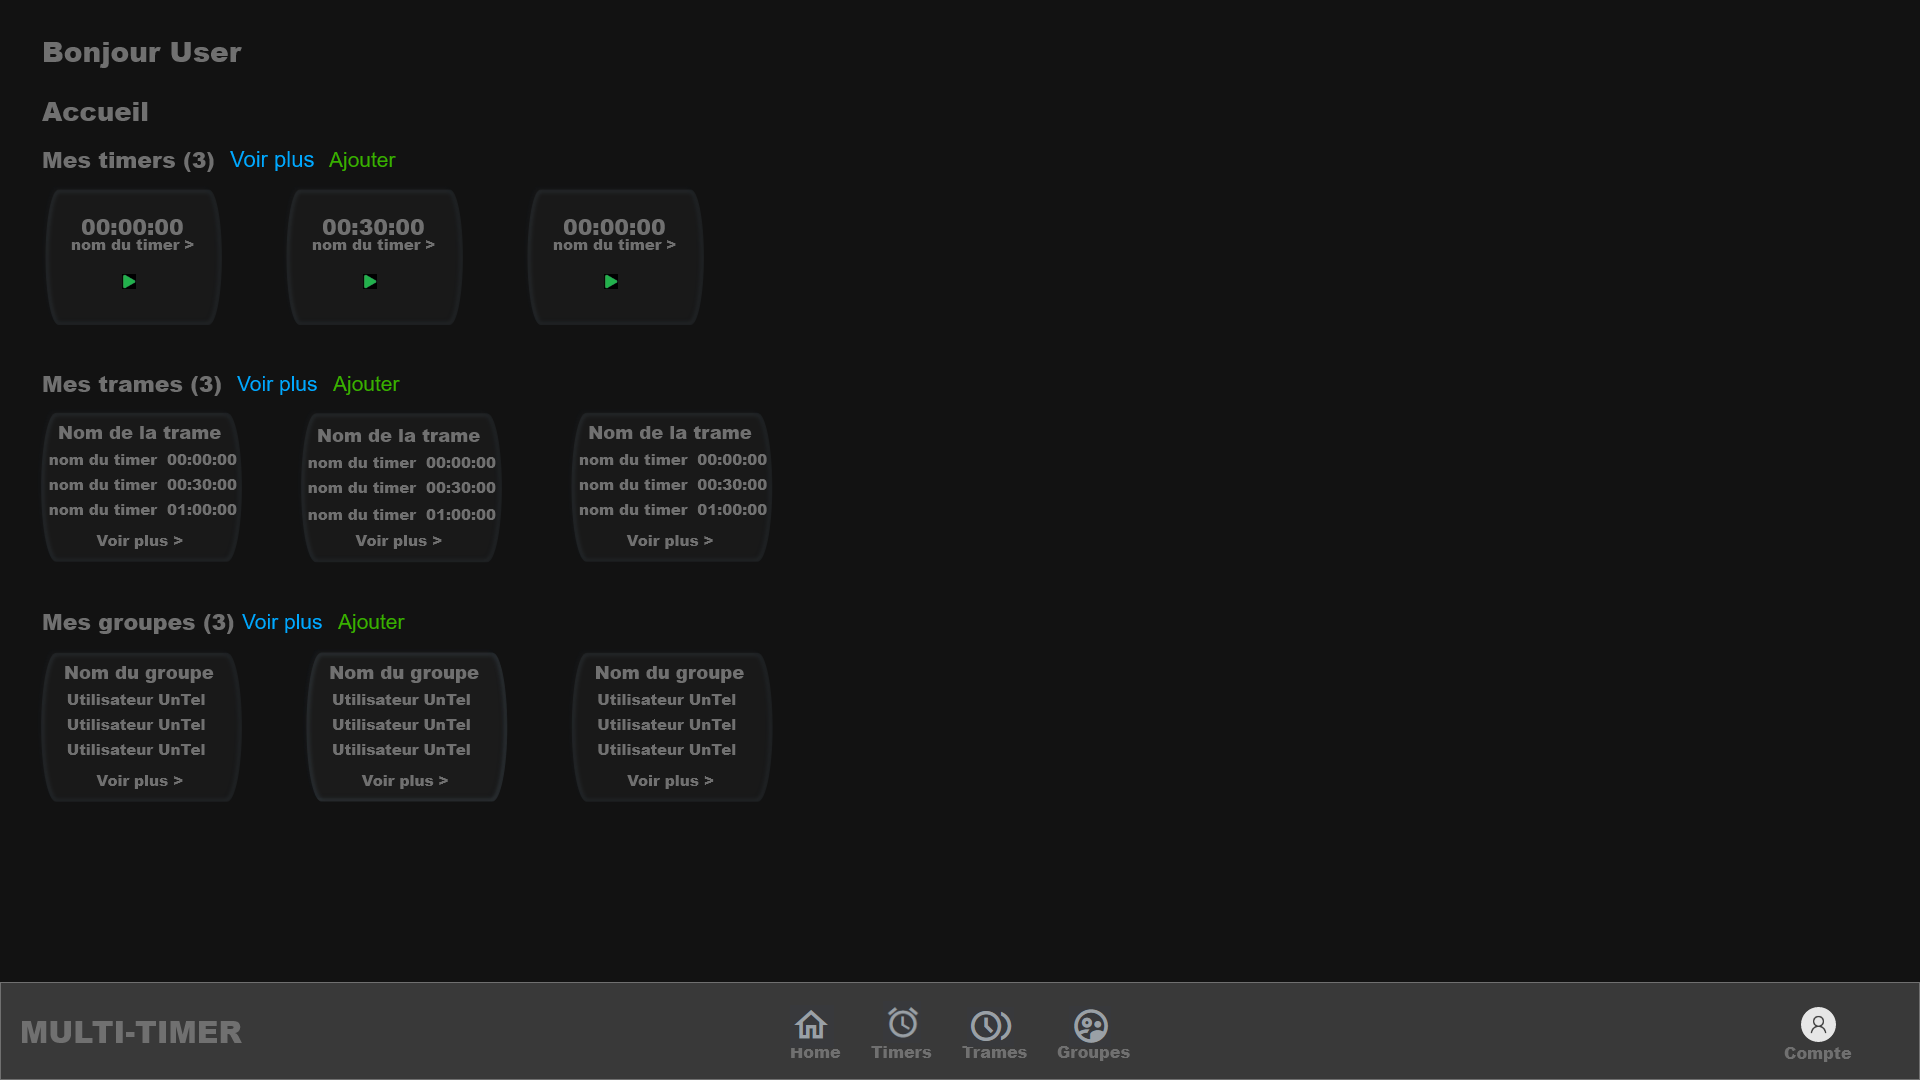 Bonjour User
Accueil
Mes timers (3) Voir plus Ajouter
00:00:00
nom du timer >
00:30:00
nom du timer >
00:00:00
nom du timer >
Mes trames (3) Voir plus Ajouter
Nom de la trame
nom du timer 00:00:00
nom du timer 00:30:00
nom du timer 01:00:00
Voir plus >
Nom de la trame
nom du timer 00:00:00
nom du timer 00:30:00
nom du timer 01:00:00
Voir plus >
Nom de la trame
nom du timer 00:00:00
nom du timer 00:30:00
nom du timer 01:00:00
Voir plus >
Mes groupes (3) Voir plus Ajouter
Nom du groupe
Utilisateur UnTel
Utilisateur UnTel
Utilisateur UnTel
Voir plus >
Nom du groupe
Utilisateur UnTel
Utilisateur UnTel
Utilisateur UnTel
Voir plus >
Nom du groupe
Utilisateur UnTel
Utilisateur UnTel
Utilisateur UnTel
Voir plus >
MULTI-TIMER
Home
Timers
Trames
Groupes
Compte